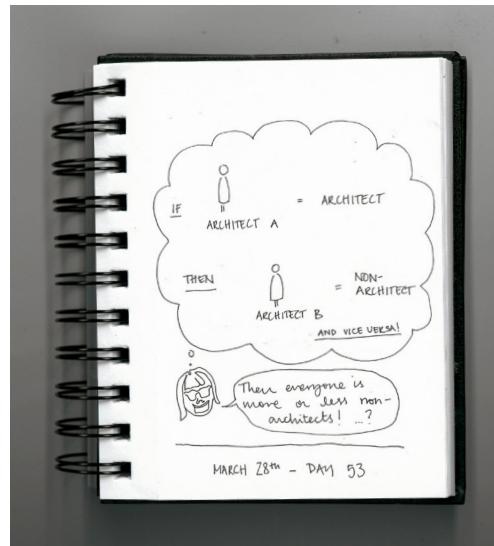 IF
= ARCHITECT
ARCHITECT A
THEN
= NON-
ARCHITECT
ARCHITECT B
AND VICE VERSA!
Then everyone is
more or less non-
architects! ...?
MARCH 28th - DAY 53